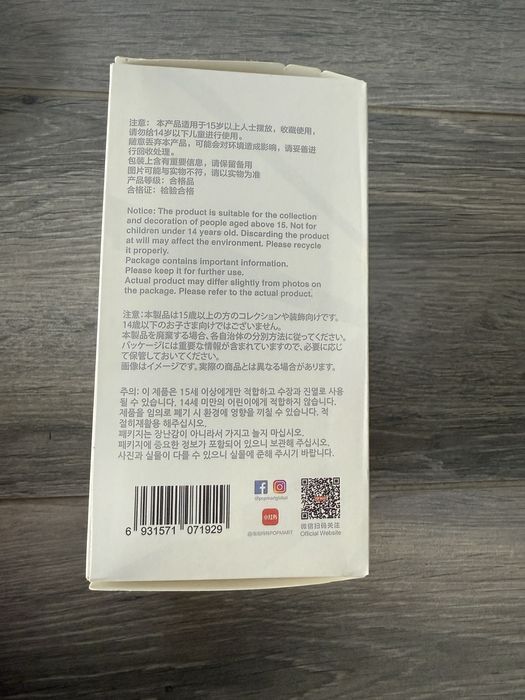 注意： 本产品适用于15岁以上人士摆放，收藏使用，
请勿给14岁以下儿童进行使用。
随意丢弃本产品，可能会对环境造成影响，请妥善进
行回收处理。
包装上含有重要信息，请保留备用
图片可能与实物不符，请以实物为准
产品等级：合格品
合格证：检验合格
Notice: The product is suitable for the collection
and decoration of people aged above 15. Not for
children under 14 years old. Discarding the product
at will may affect the environment. Please recycle
it properly.
Package contains important information.
Please keep it for further use.
Actual product may differ slightly from photos on
the package. Please refer to the actual product.
注意：本製品は15歳以上の方のコレクションや装飾向けです。
14歳以下のお子さま向けではございません。
本製品を廃棄する場合、各自治体の分別方法に従ってください。
パッケージには重要な情報が含まれていますので、必要に応じ
て保管しておいてください。
画像はイメージです。実際の商品とは異なる場合があります。
주의: 이 제품은 15세 이상에게만 적합하고 수장과 진열로 사용
될 수 있습니다. 14세 미만의 어린이에게 적합하지 않습니다.
제품을 임의로 폐기 시 환경에 영향을 끼칠 수 있습니다. 적
절히재활용 해주십시오.
패키지는 장난감이 아니라서 가지고 놀지 마십시오.
패키지에 중요한 정보가 포함되어 있으니 보관해 주십시오.
사진과 실물이 다를 수 있으니 실물에 준해 주시기 바랍니다.
@popmartglobal
小红书
@泡泡玛特POPMART
微信扫码关注
Official Website
6 931571 071929